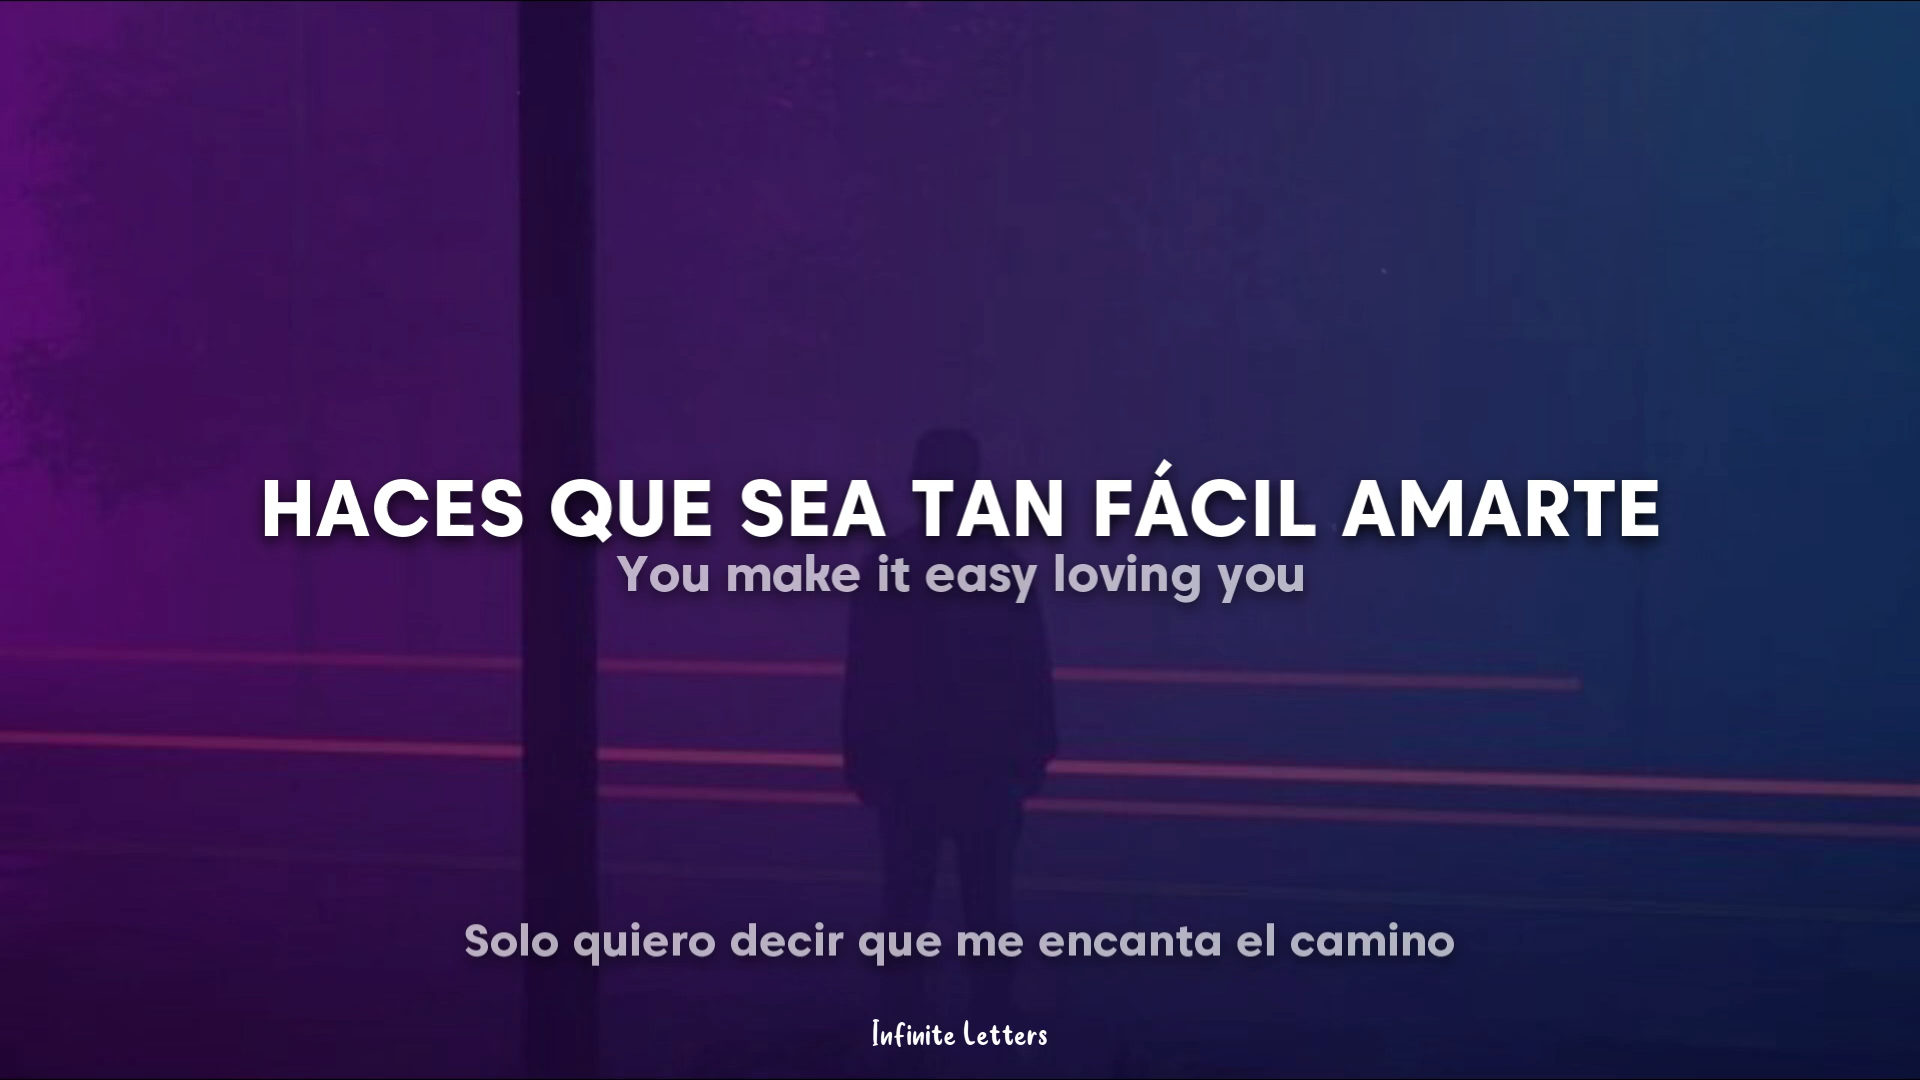 HACES QUE SEA TAN FÁCIL AMARTE
You make it easy loving you
Solo quiero decir que me encanta el camino
Infinite Letters